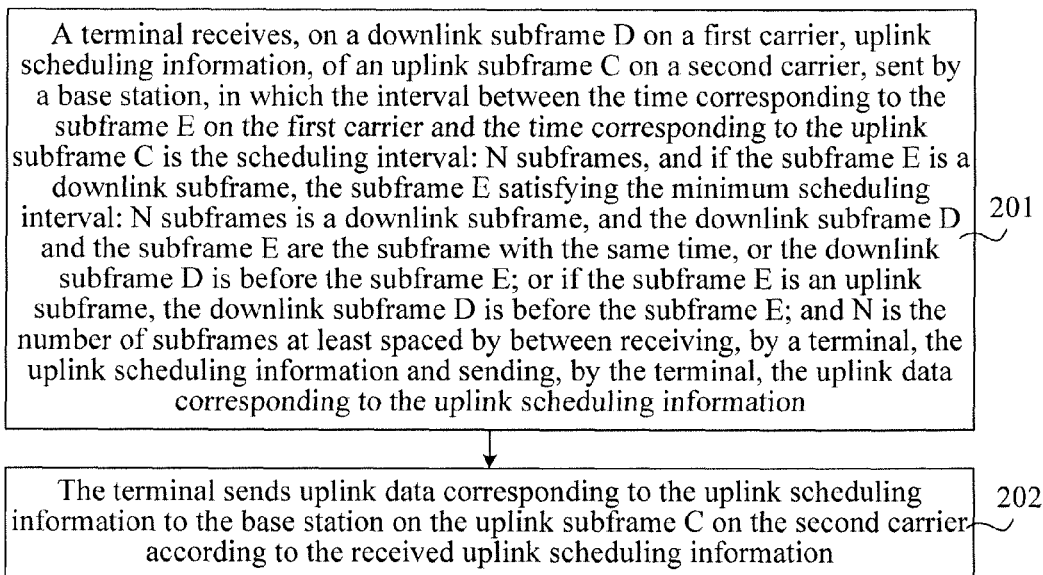 A terminal receives, on a downlink subframe D on a first carrier, uplink
scheduling information, of an uplink subframe C on a second carrier, sent by
a base station, in which the interval between the time corresponding to the
subframe E on the first carrier and the time corresponding to the uplink
subframe C is the scheduling interval: N subframes, and if the subframe E is a
downlink subframe, the subframe E satisfying the minimum scheduling
interval: N subframes is a downlink subframe, and the downlink subframe D
and the subframe E are the subframe with the same time, or the downlink
subframe D is before the subframe E; or if the subframe E is an uplink
subframe, the downlink subframe D is before the subframe E; and N is the
number of subframes at least spaced by between receiving, by a terminal, the
uplink scheduling information and sending, by the terminal, the uplink data
corresponding to the uplink scheduling information
201
The terminal sends uplink data corresponding to the uplink scheduling
information to the base station on the uplink subframe C on the second carrier
according to the received uplink scheduling information
202